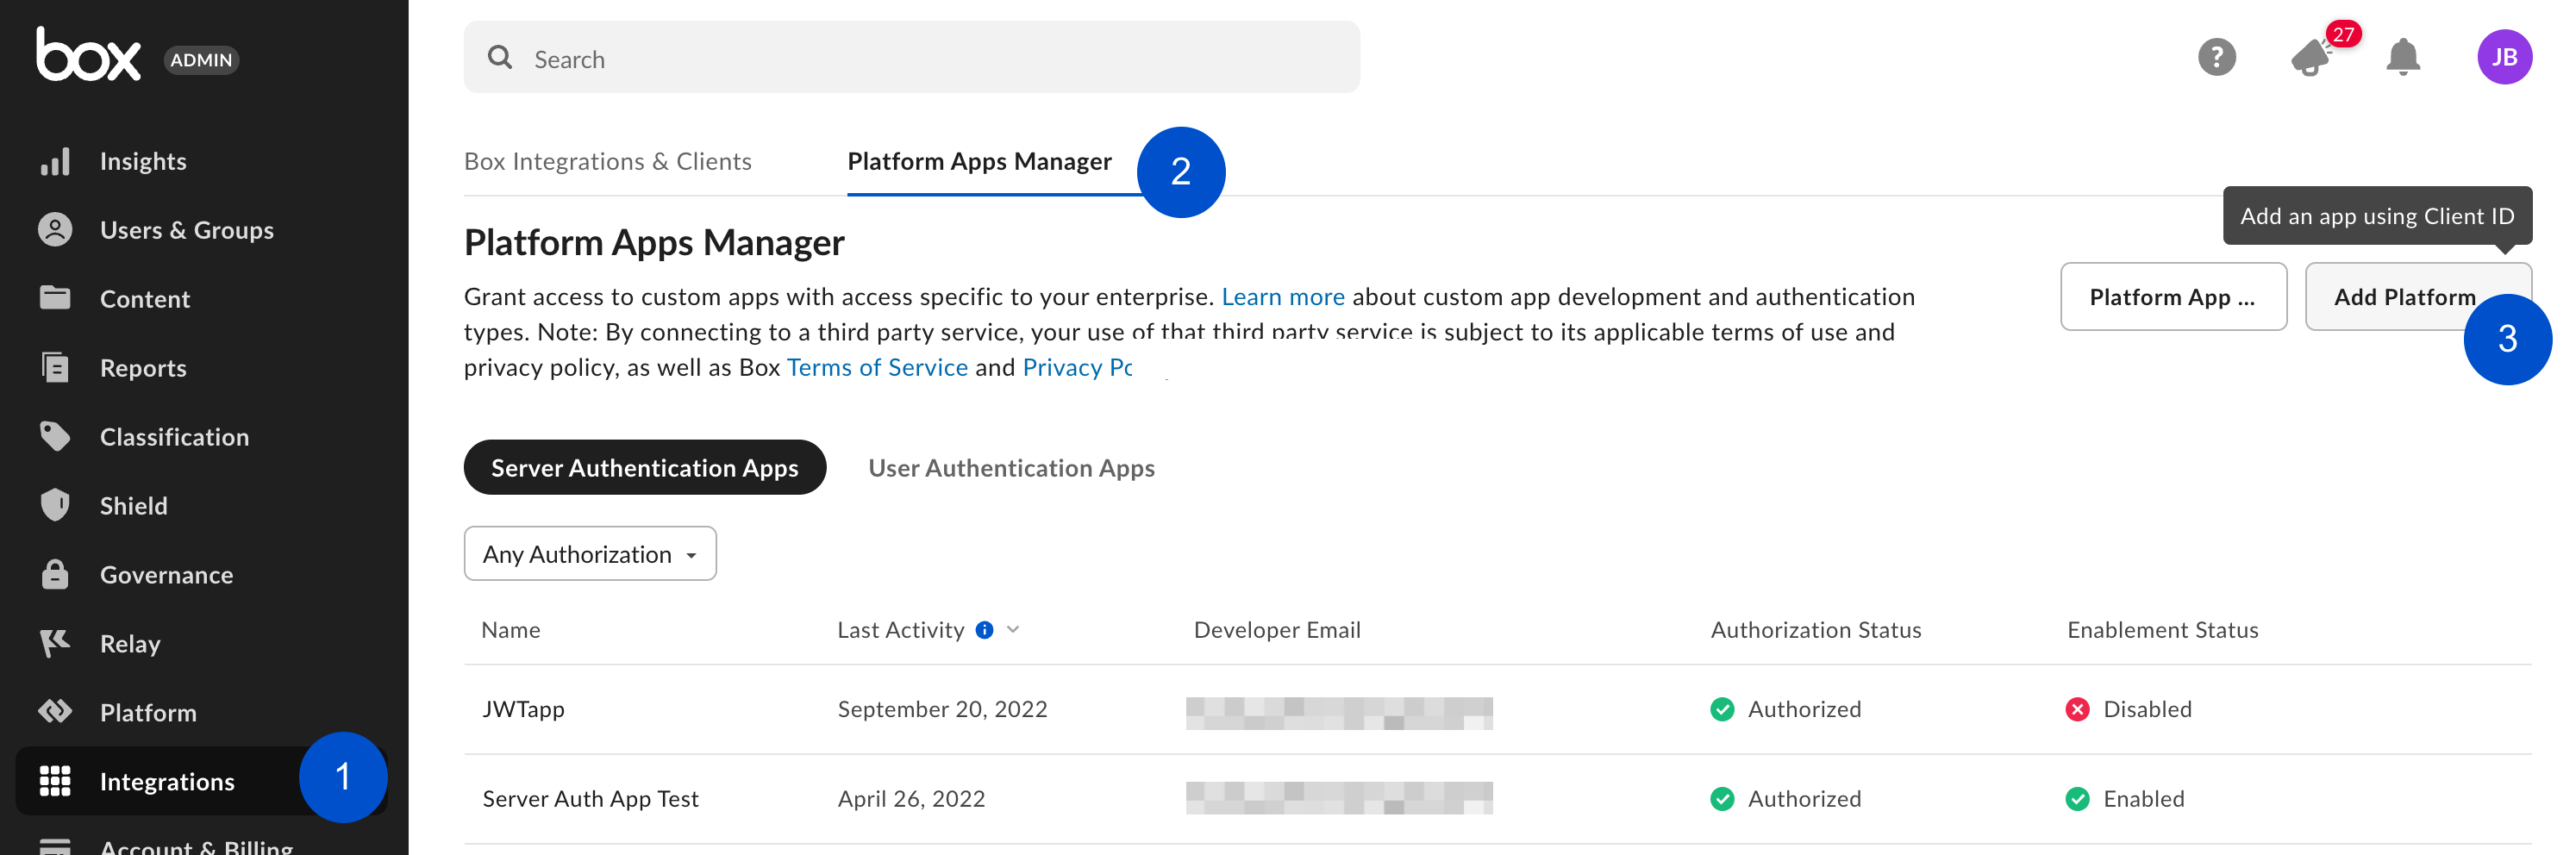 box ADMIN
Search
27
JB
Insights
Users & Groups
Content
Reports
Classification
Shield
Governance
Relay
Platform
Integrations
1
Account & Billing
Box Integrations & Clients
Platform Apps Manager
2
Add an app using Client ID
Platform Apps Manager
Platform App ...
Add Platform
3
Grant access to custom apps with access specific to your enterprise. Learn more about custom app development and authentication
types. Note: By connecting to a third party service, your use of that third party service is subject to its applicable terms of use and
privacy policy, as well as Box Terms of Service and Privacy
Server Authentication Apps
User Authentication Apps
Any Authorization
Name Last Activity Developer Email Authorization Status Enablement Status
JWTapp September 20, 2022 Authorized Disabled
Server Auth App Test April 26, 2022 Authorized Enabled